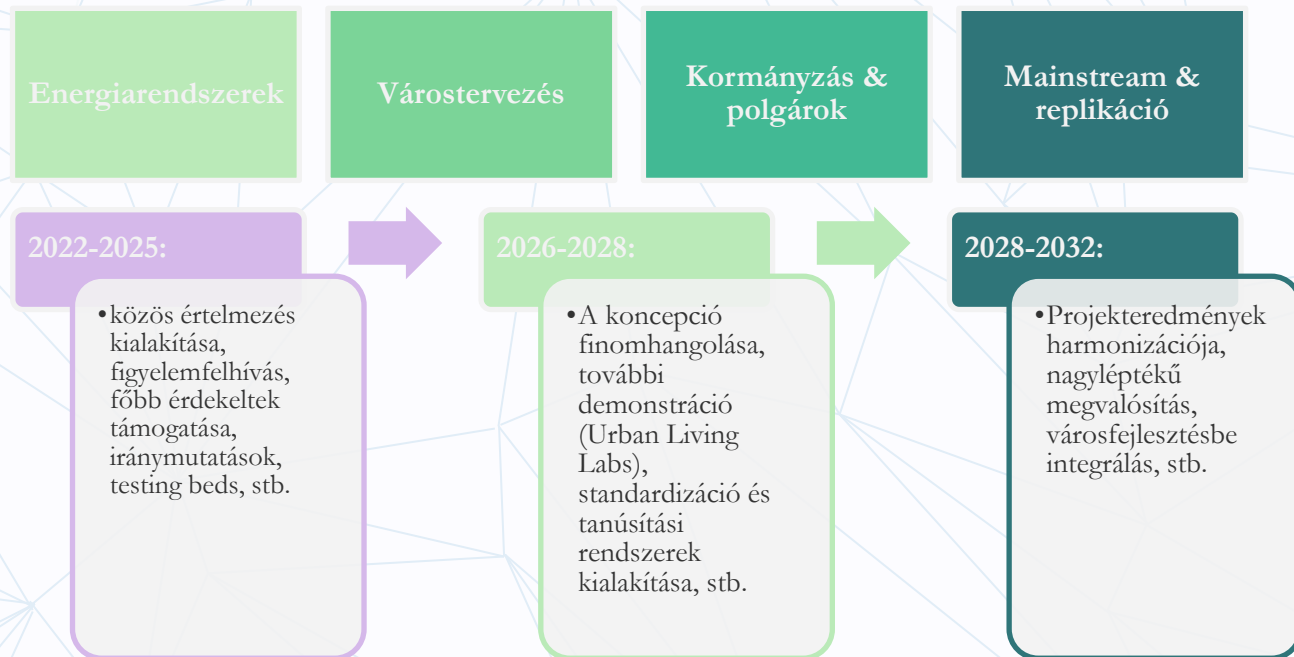 Energiarendszerek
Várostervezés
Kormányzás &
polgárok
Mainstream &
replikáció
2022-2025:
•közös értelmezés
kialakítása,
figyelemfelhívás,
főbb érdekeltek
támogatása,
iránymutatások,
testing beds, stb.
2026-2028:
•A koncepció
finomhangolása,
további
demonstráció
(Urban Living
Labs),
standardizáció és
tanúsítási
rendszerek
kialakítása, stb.
2028-2032:
•Projekteredmények
harmonizációja,
nagyléptékű
megvalósítás,
városfejlesztésbe
integrálás, stb.